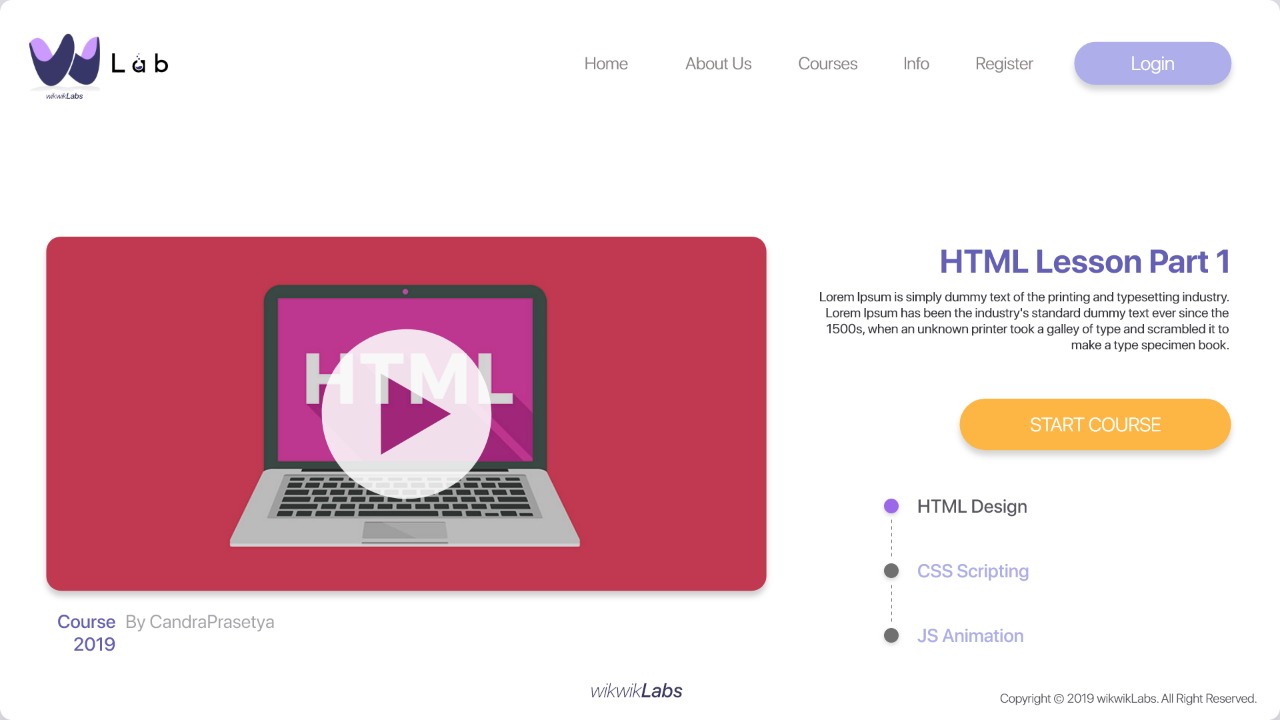 Lab
wikwikLabs
Home
About Us
Courses
Info
Register
Login
HTML
HTML Lesson Part 1
Lorem Ipsum is simply dummy text of the printing and typesetting industry.
Lorem Ipsum has been the industry's standard dummy text ever since the
1500s, when an unknown printer took a galley of type and scrambled it to
make a type specimen book.
START COURSE
HTML Design
CSS Scripting
JS Animation
Course By CandraPrasetya
2019
wikwikLabs
Copyright © 2019 wikwikLabs. All Right Reserved.